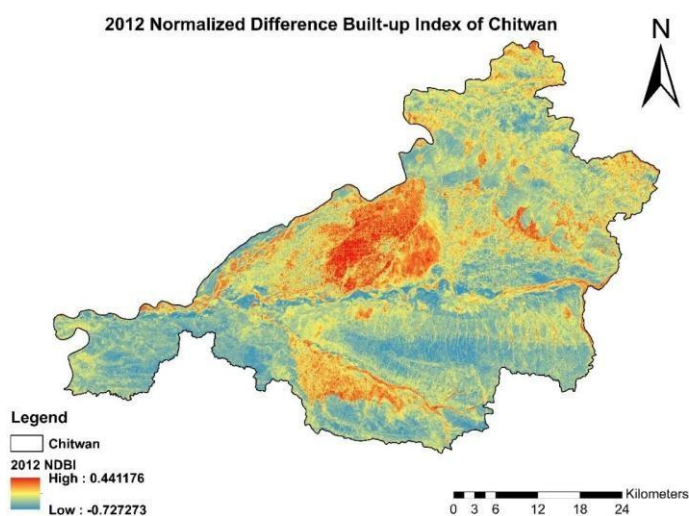 2012 Normalized Difference Built-up Index of Chitwan
N
Legend
Chitwan
2012 NDBI
High : 0.441176
Low : -0.727273
Kilometers
0 3 6 12 18 24